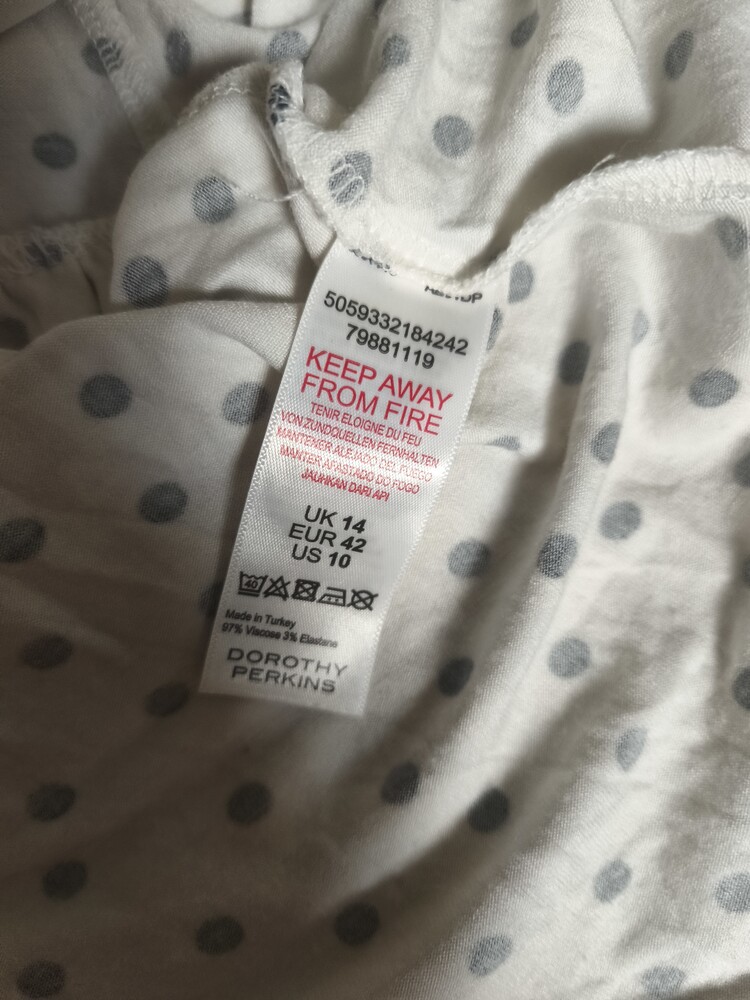 5059332184242
79881119
KEEP AWAY
FROM FIRE
TENIR ELOIGNE DU FEU
VON ZUNDQUELLEN FERNHALTEN
MANTENER ALEJADO DEL FUEGO
MANTER AFASTADO DO FOGO
JAUHKAN DARI API
UK 14
EUR 42
US 10
40
Made in Turkey
97% Viscose 3% Elastane
DOROTHY
PERKINS